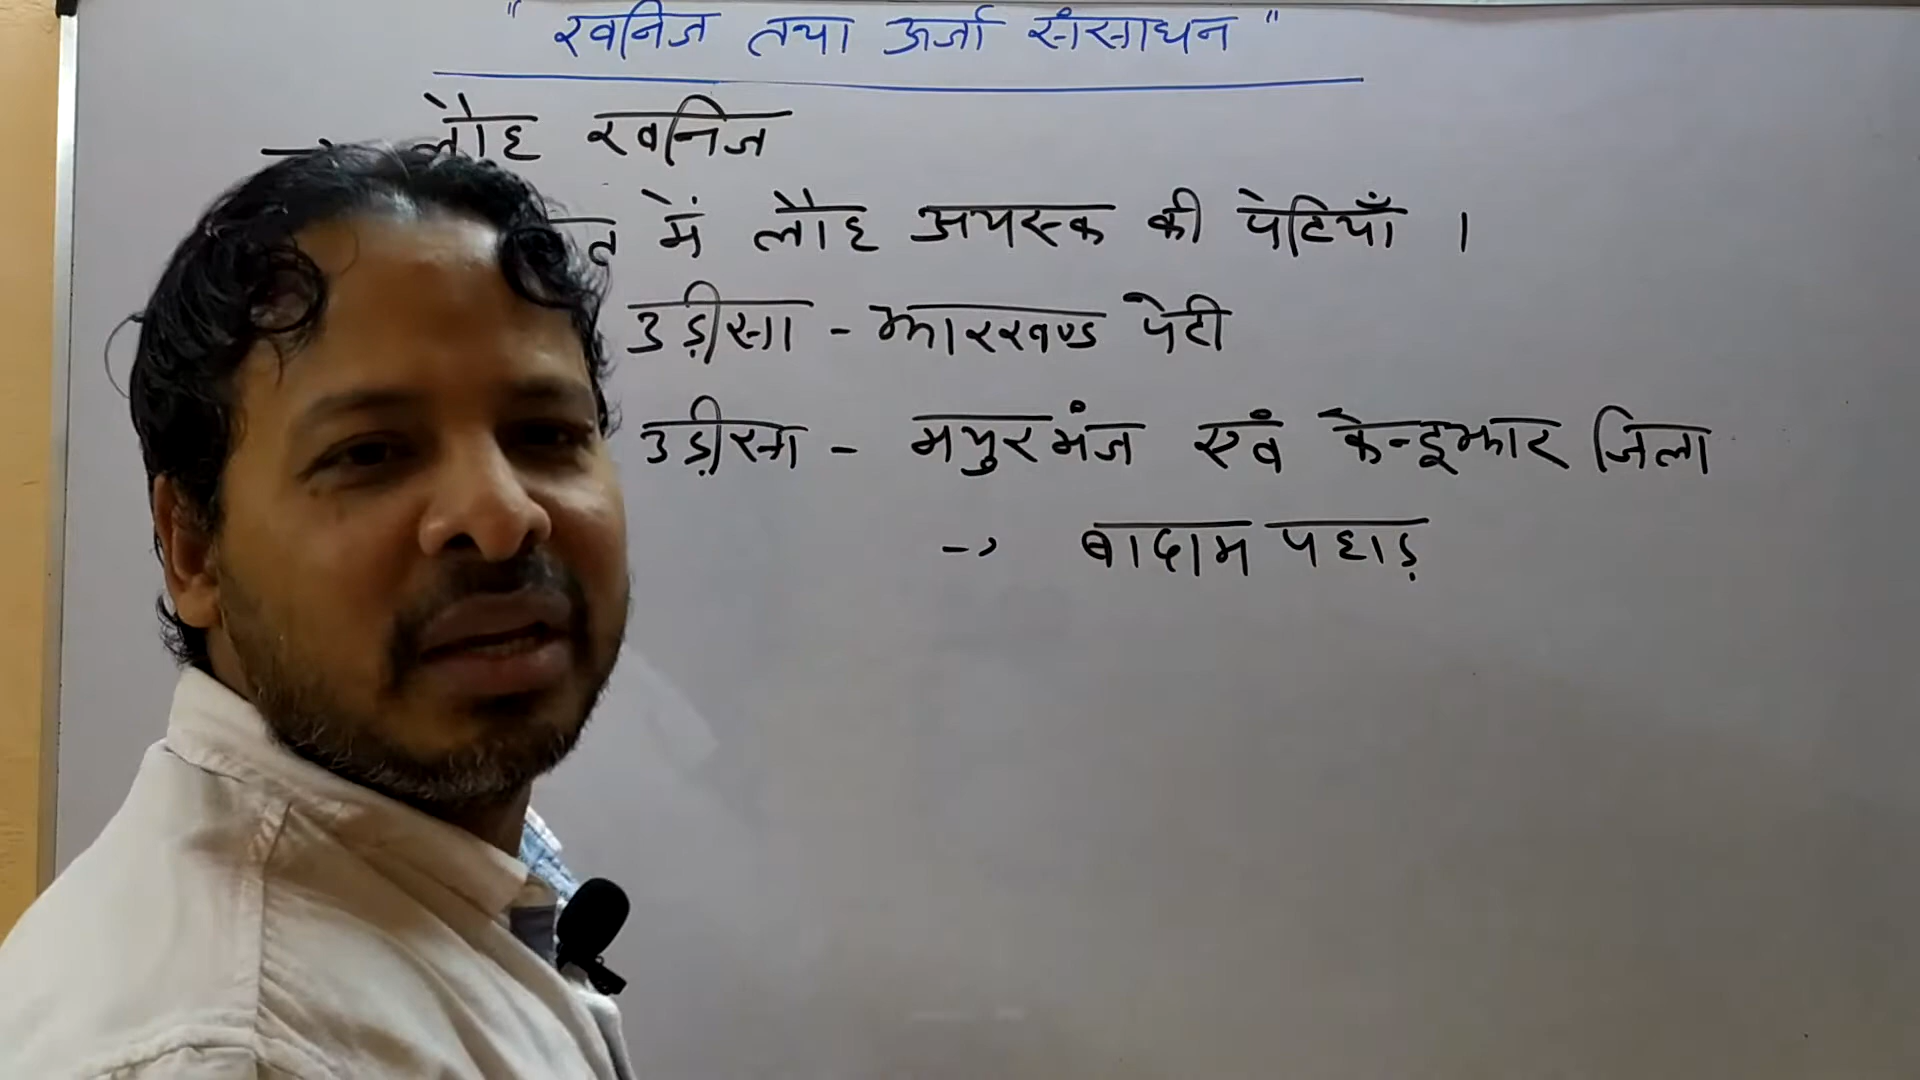 " खनिज तथा ऊर्जा संसाधन "
→ लौह खनिज
में लौह अयस्क की पेटियाँ ।
उड़ीसा - झारखण्ड पेटी
उड़ीसा - मयुरभंज एवं केन्दूझार जिला
→ बादाम पहाड़